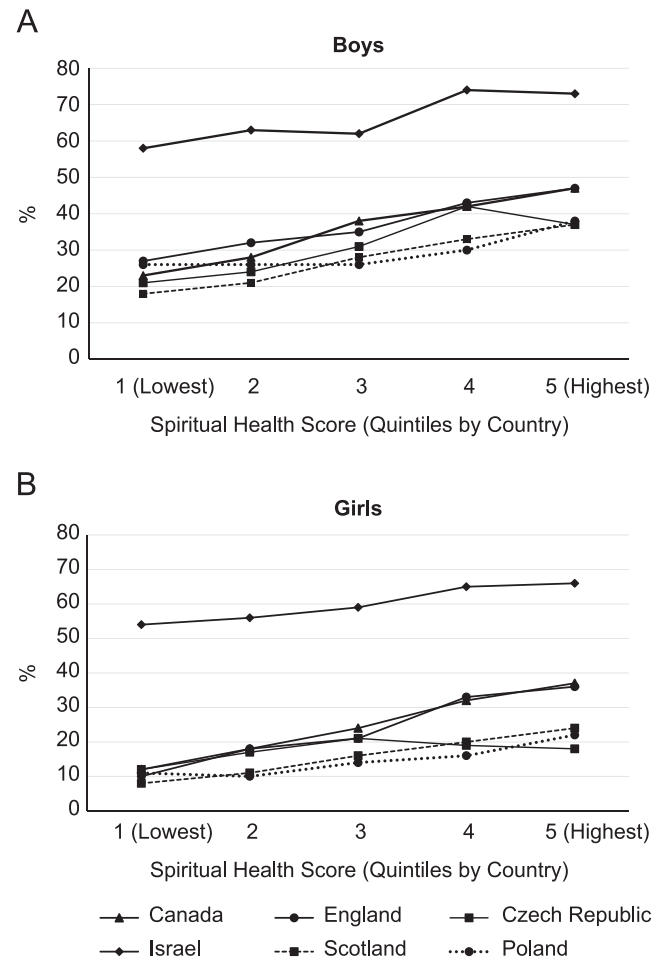 A
Boys
80
70
60
50
40
30
20
10
0
%
1 (Lowest) 2 3 4 5 (Highest)
Spiritual Health Score (Quintiles by Country)
B
Girls
80
70
60
50
40
30
20
10
0
%
1 (Lowest) 2 3 4 5 (Highest)
Spiritual Health Score (Quintiles by Country)
Canada England Czech Republic
Israel Scotland Poland